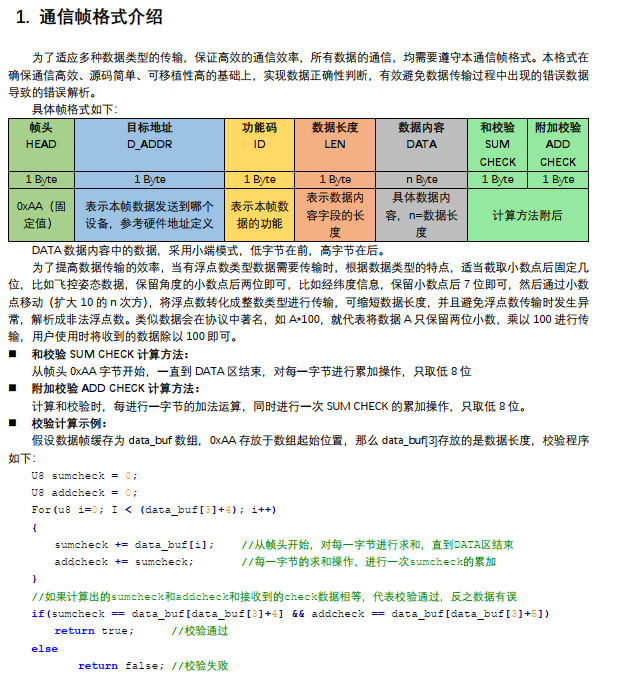 1. 通信帧格式介绍
为了适应多种数据类型的传输，保证高效的通信效率，所有数据的通信，均需要遵守本通信帧格式。本格式在
确保通信高效、源码简单、可移植性高的基础上，实现数据正确性判断，有效避免数据传输过程中出现的错误数据
导致的错误解析。
具体帧格式如下：
帧头 目标地址 功能码 数据长度 数据内容 和校验 附加校验
HEAD D_ADDR ID LEN DATA SUM ADD
CHECK CHECK
1 Byte 1 Byte 1 Byte 1 Byte n Byte 1 Byte 1 Byte
0xAA（固定值） 表示本帧数据发送到哪个设备，参考硬件地址定义 表示本帧数据的功能 表示数据内容字段的长度 具体数据内容，n=数据长度 计算方法附后
DATA 数据内容中的数据，采用小端模式，低字节在前，高字节在后。
为了提高数据传输的效率，当有浮点数类型数据需要传输时，根据数据类型的特点，适当截取小数点后固定几
位，比如飞控姿态数据，保留角度的小数点后两位即可，比如经纬度信息，保留小数点后 7 位即可，然后通过小数
点移动（扩大 10 的 n 次方），将浮点数转化成整数类型进行传输，可缩短数据长度，并且避免浮点数传输时发生异
常，解析成非法浮点数。类似数据会在协议中著名，如 A*100，就代表将数据 A 只保留两位小数，乘以 100 进行传
输，用户使用时将收到的数据除以 100 即可。
■ 和校验 SUM CHECK 计算方法：
从帧头 0xAA 字节开始，一直到 DATA 区结束，对每一字节进行累加操作，只取低 8 位
■ 附加校验 ADD CHECK 计算方法：
计算和校验时，每进行一字节的加法运算，同时进行一次 SUM CHECK 的累加操作，只取低 8 位。
■ 校验计算示例：
假设数据帧缓存为 data_buf 数组，0xAA 存放于数组起始位置，那么 data_buf[3]存放的是数据长度，校验程序
如下：
U8 sumcheck = 0;
U8 addcheck = 0;
For(u8 i=0; I < (data_buf[3]+4); i++)
{
sumcheck += data_buf[i]; //从帧头开始，对每一字节进行求和，直到DATA区结束
addcheck += sumcheck; //每一字节的求和操作，进行一次sumcheck的累加
}
//如果计算出的sumcheck和addcheck和接收到的check数据相等，代表校验通过，反之数据有误
if(sumcheck == data_buf[data_buf[3]+4] && addcheck == data_buf[data_buf[3]+5])
return true; //校验通过
else
return false; //校验失败